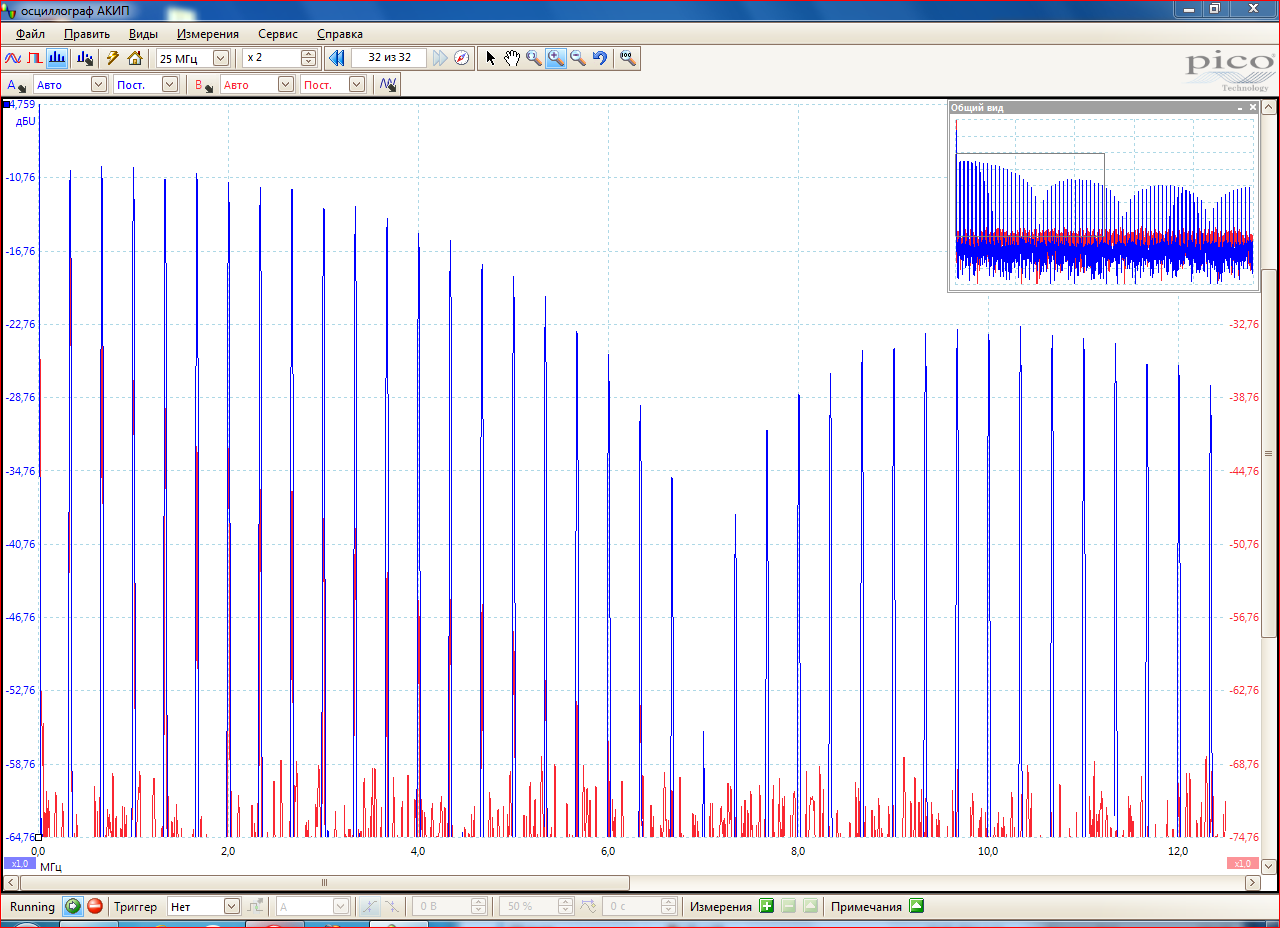 осциллограф АКИП
Файл Править Виды Измерения Сервис Справка
25 МГц x 2 32 из 32
A Авто Пост. B Авто Пост.
pico
Technology
Общий вид
4,759
дБU
-10,76
-16,76
-22,76 -32,76
-28,76 -38,76
-34,76 -44,76
-40,76 -50,76
-46,76 -56,76
-52,76 -62,76
-58,76 -68,76
-64,76 -74,76
0,0 2,0 4,0 6,0 8,0 10,0 12,0
x1.0 МГц x1.0
Running Триггер Нет A 0 В 50 % 0 с Измерения Примечания